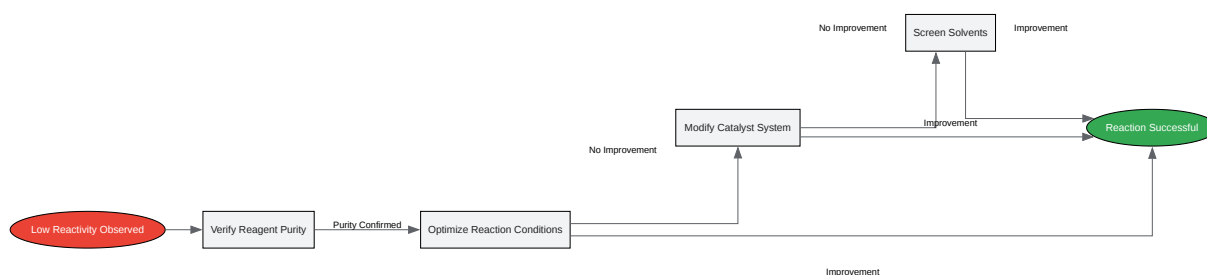 No Improvement
Screen Solvents
Improvement
Modify Catalyst System
Improvement
Reaction Successful
No Improvement
Low Reactivity Observed
Verify Reagent Purity
Purity Confirmed
Optimize Reaction Conditions
Improvement